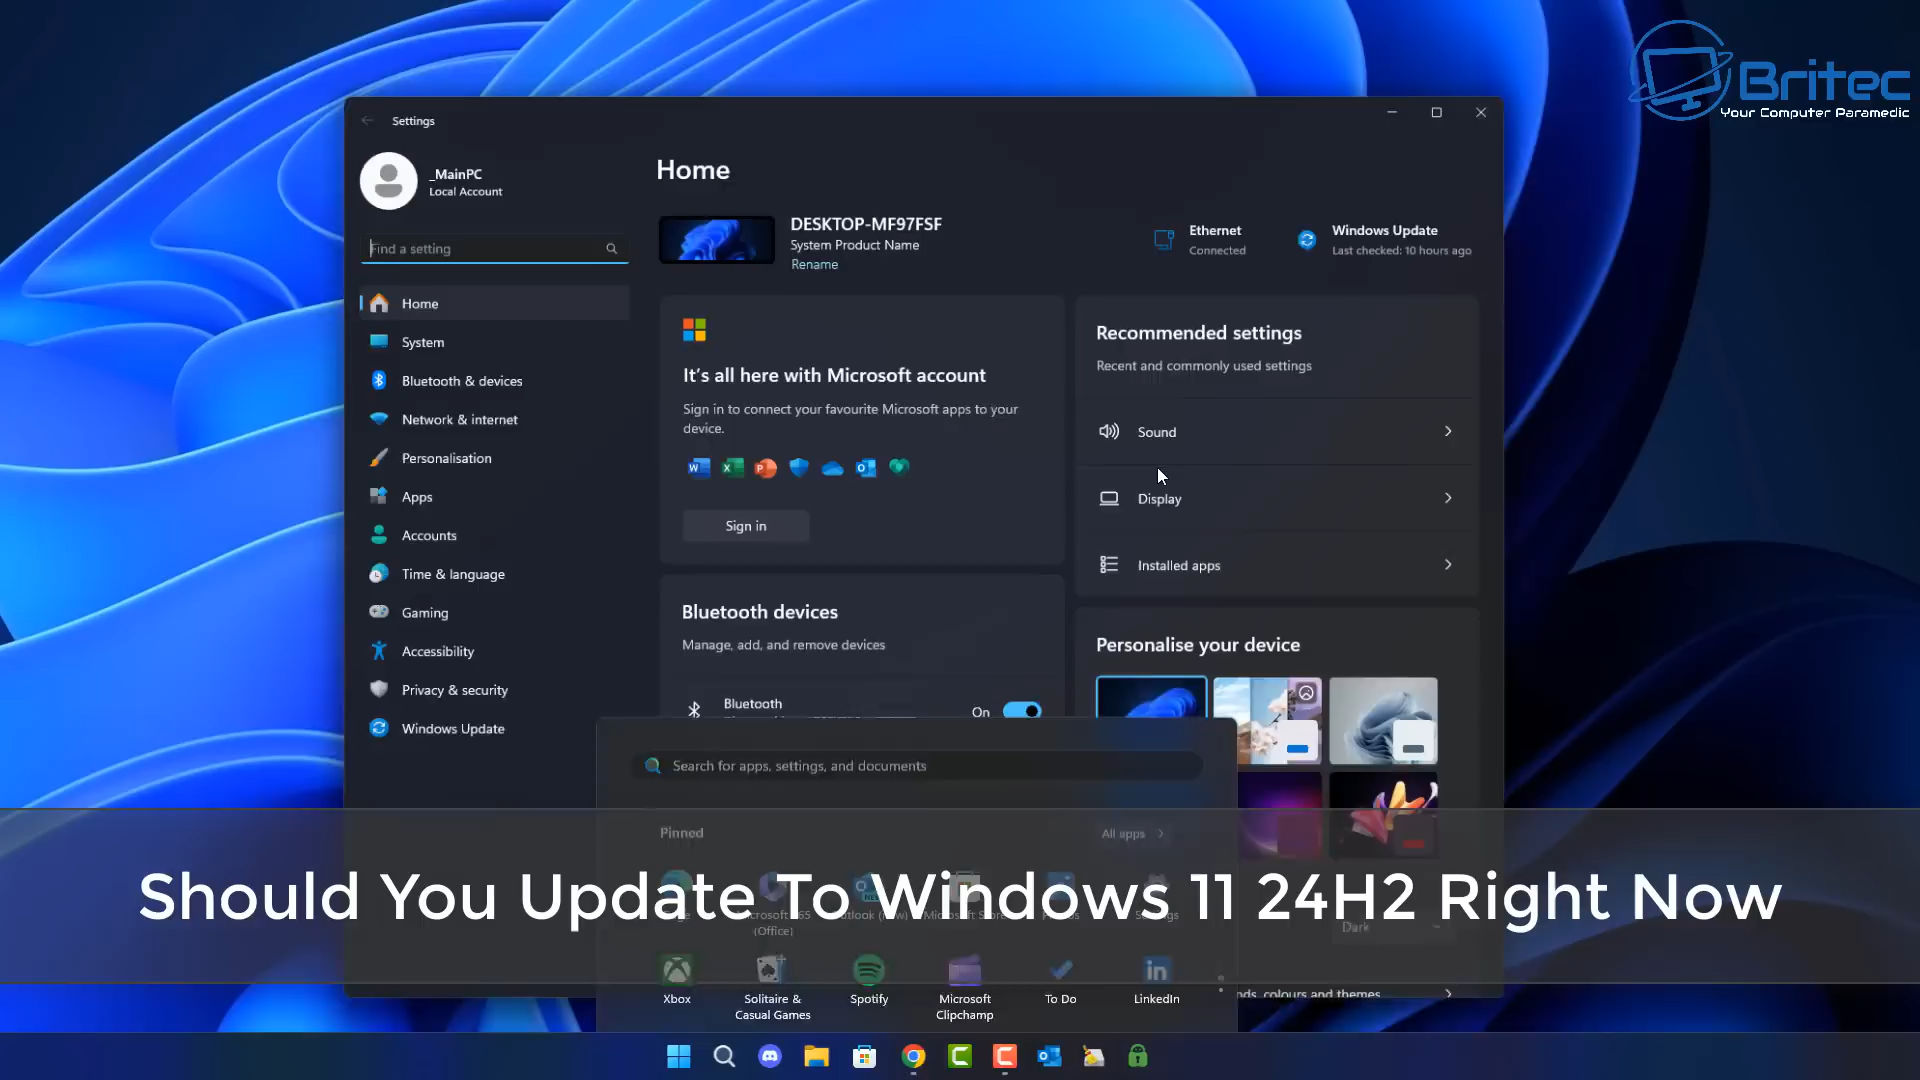 Britec
Your Computer Paramedic
Settings
_MainPC
Local Account
Find a setting
Home
System
Bluetooth & devices
Network & internet
Personalisation
Apps
Accounts
Time & language
Gaming
Accessibility
Privacy & security
Windows Update
Home
DESKTOP-MF97FSF
System Product Name
Rename
Ethernet
Connected
Windows Update
Last checked: 10 hours ago
It's all here with Microsoft account
Sign in to connect your favourite Microsoft apps to your
device.
Sign in
Recommended settings
Recent and commonly used settings
Sound
Display
Installed apps
Bluetooth devices
Manage, add, and remove devices
Bluetooth
On
Personalise your device
Search for apps, settings, and documents
Pinned
All apps
Should You Update To Windows 11 24H2 Right Now
(Office)
Dark
Xbox
Solitaire &
Casual Games
Spotify
Microsoft
Clipchamp
To Do
LinkedIn
colours and themes